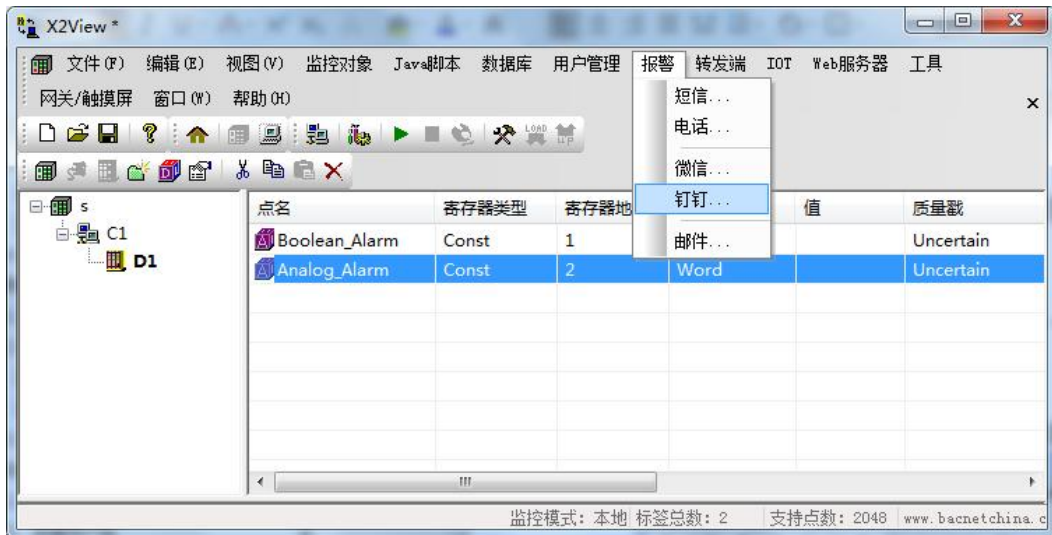 X2View *
文件(F) 编辑(E) 视图(V) 监控对象 Java脚本 数据库 用户管理 报警 转发端 IOT Web服务器 工具
网关/触摸屏 窗口(W) 帮助(H)
短信...
电话...
微信...
钉钉...
邮件...
s
C1
D1
点名 寄存器类型 寄存器地 值 质量戳
Boolean_Alarm Const 1 Uncertain
Analog_Alarm Const 2 Word Uncertain
监控模式: 本地 标签总数: 2 支持点数: 2048 www.bacnetchina.c